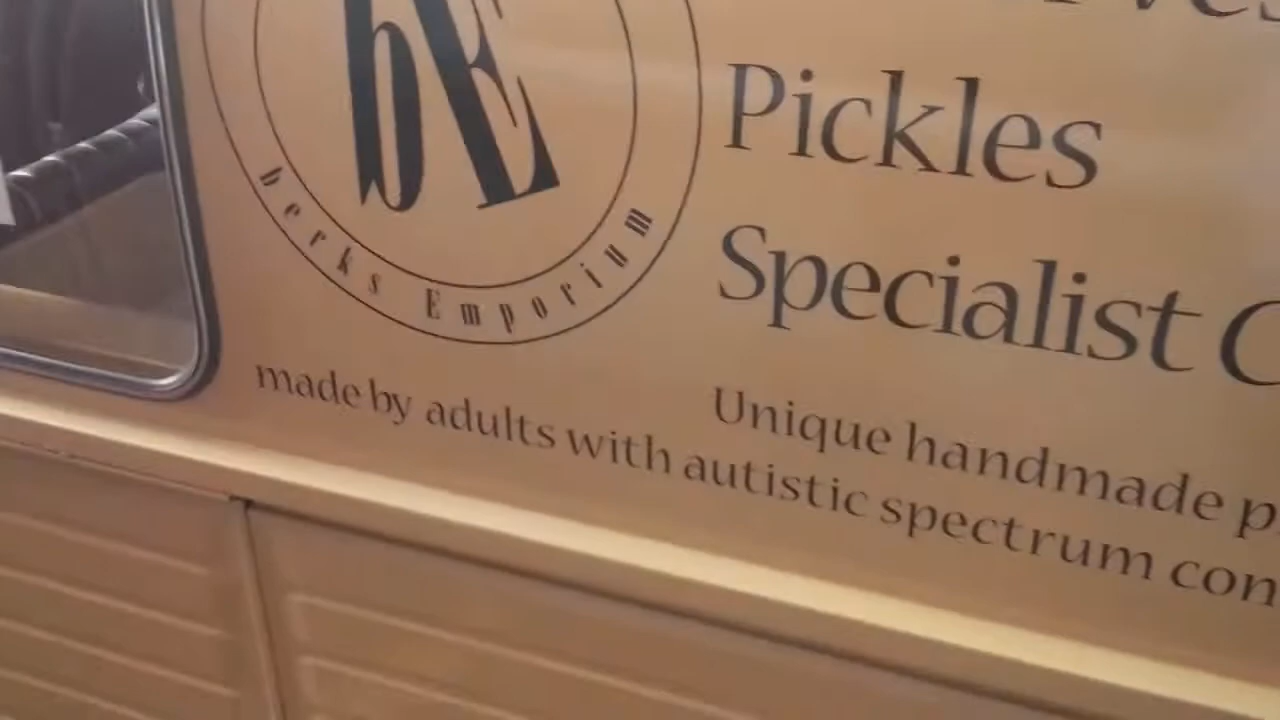 bE
berks Emporium
Pickles
Specialist
Unique handmade
made by adults with autistic spectrum